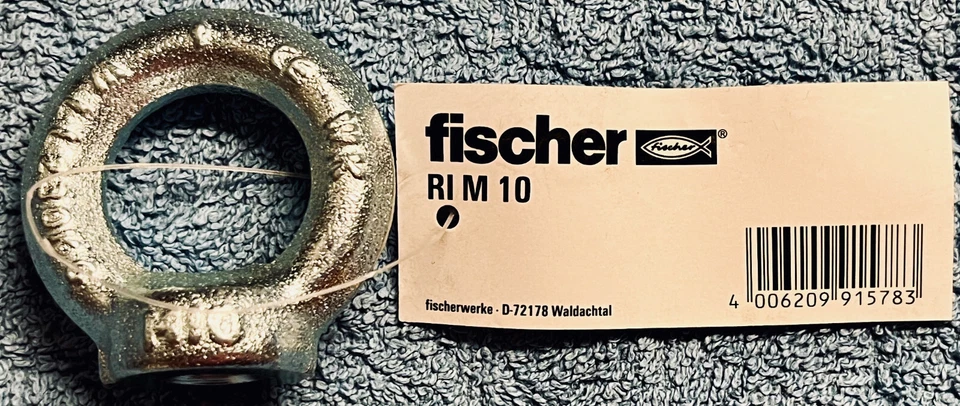 fischer fischer®
RI M 10
fischerwerke · D-72178 Waldachtal
4 006209 915783
M10